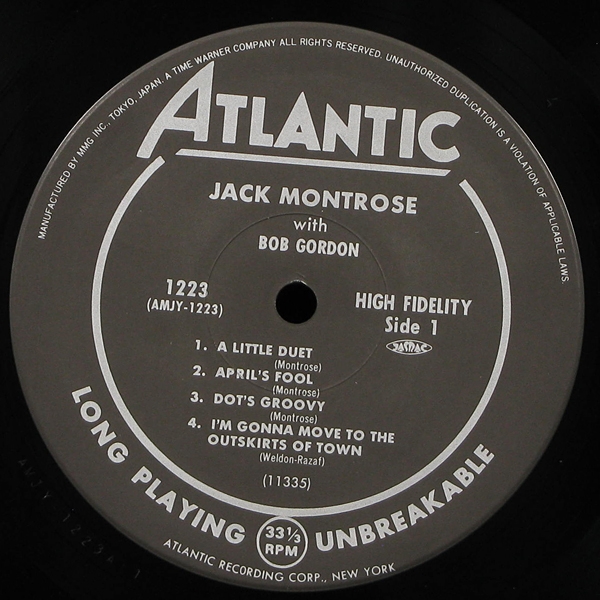 MANUFACTURED BY MMG INC., TOKYO, JAPAN. A TIME WARNER COMPANY ALL RIGHTS RESERVED. UNAUTHORIZED DUPLICATION IS A VIOLATION OF APPLICABLE LAWS.
ATLANTIC
JACK MONTROSE
with
BOB GORDON
1223
(AMJY-1223)
HIGH FIDELITY
Side 1
JASRAC
1. A LITTLE DUET
(Montrose)
2. APRIL'S FOOL
(Montrose)
3. DOT'S GROOVY
(Montrose)
4. I'M GONNA MOVE TO THE
OUTSKIRTS OF TOWN
(Weldon-Razaf)
(11335)
LONG PLAYING 33 1/3 RPM UNBREAKABLE
ATLANTIC RECORDING CORP., NEW YORK